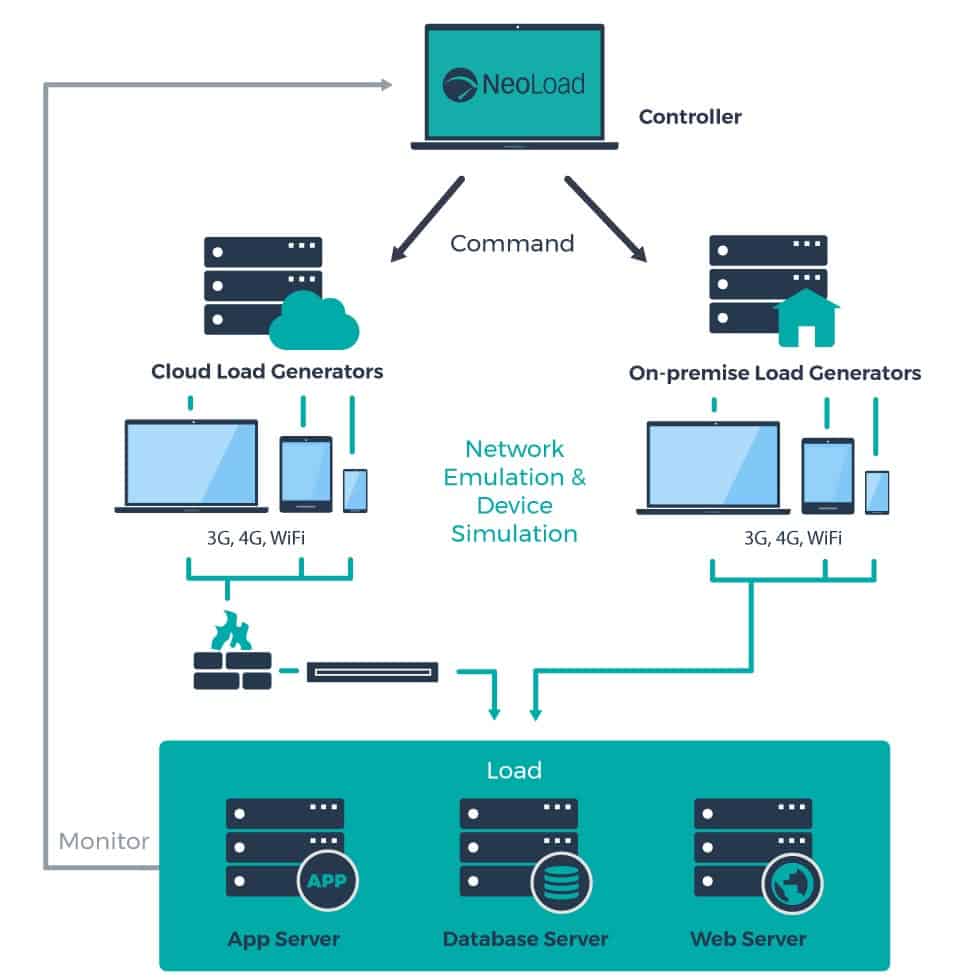 NeoLoad
Controller
Command
Cloud Load Generators
On-premise Load Generators
Network
Emulation &
Device
Simulation
3G, 4G, WiFi
3G, 4G, WiFi
Load
Monitor
APP
App Server
Database Server
Web Server